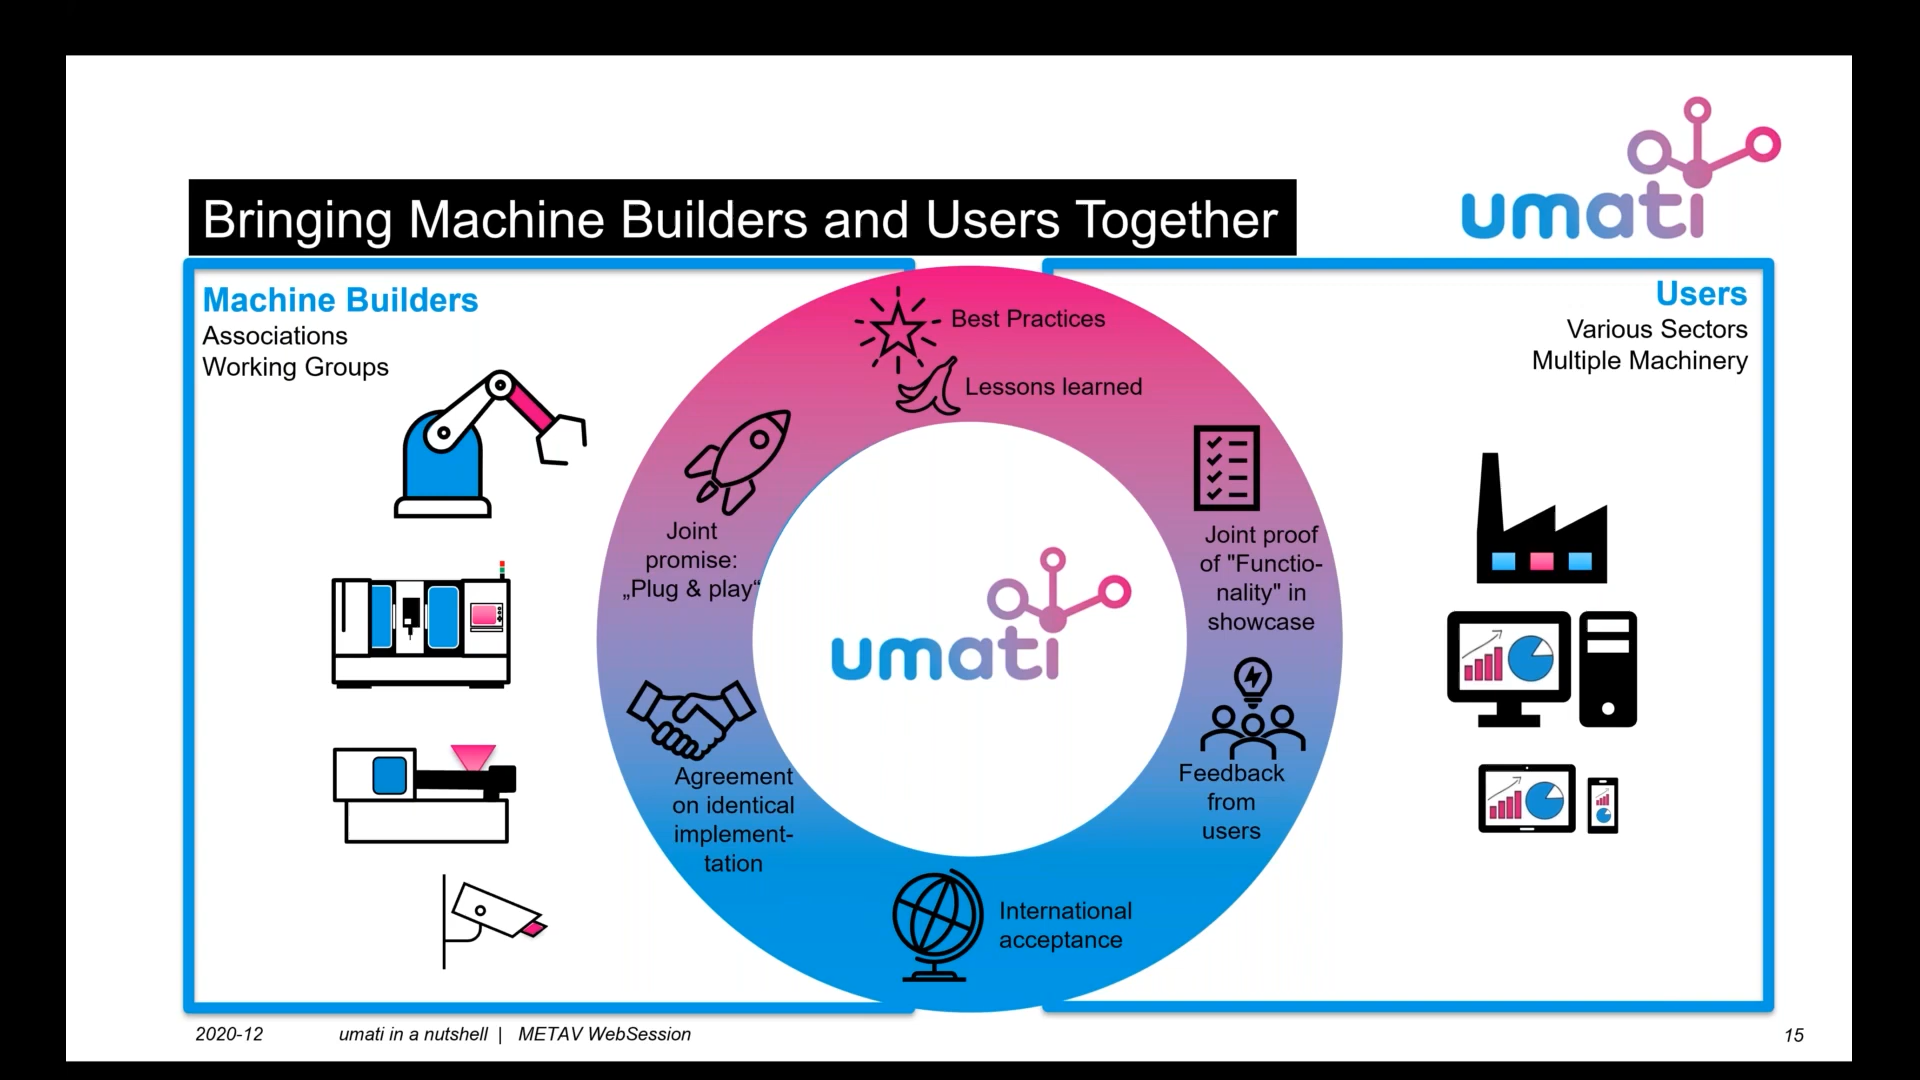 umati
Bringing Machine Builders and Users Together
Machine Builders
Associations
Working Groups
Users
Various Sectors
Multiple Machinery
Best Practices
Lessons learned
Joint
promise:
„Plug & play“
Joint proof
of "Functio-
nality" in
showcase
umati
Agreement
on identical
implement-
tation
Feedback
from
users
International
acceptance
2020-12 umati in a nutshell | METAV WebSession 15